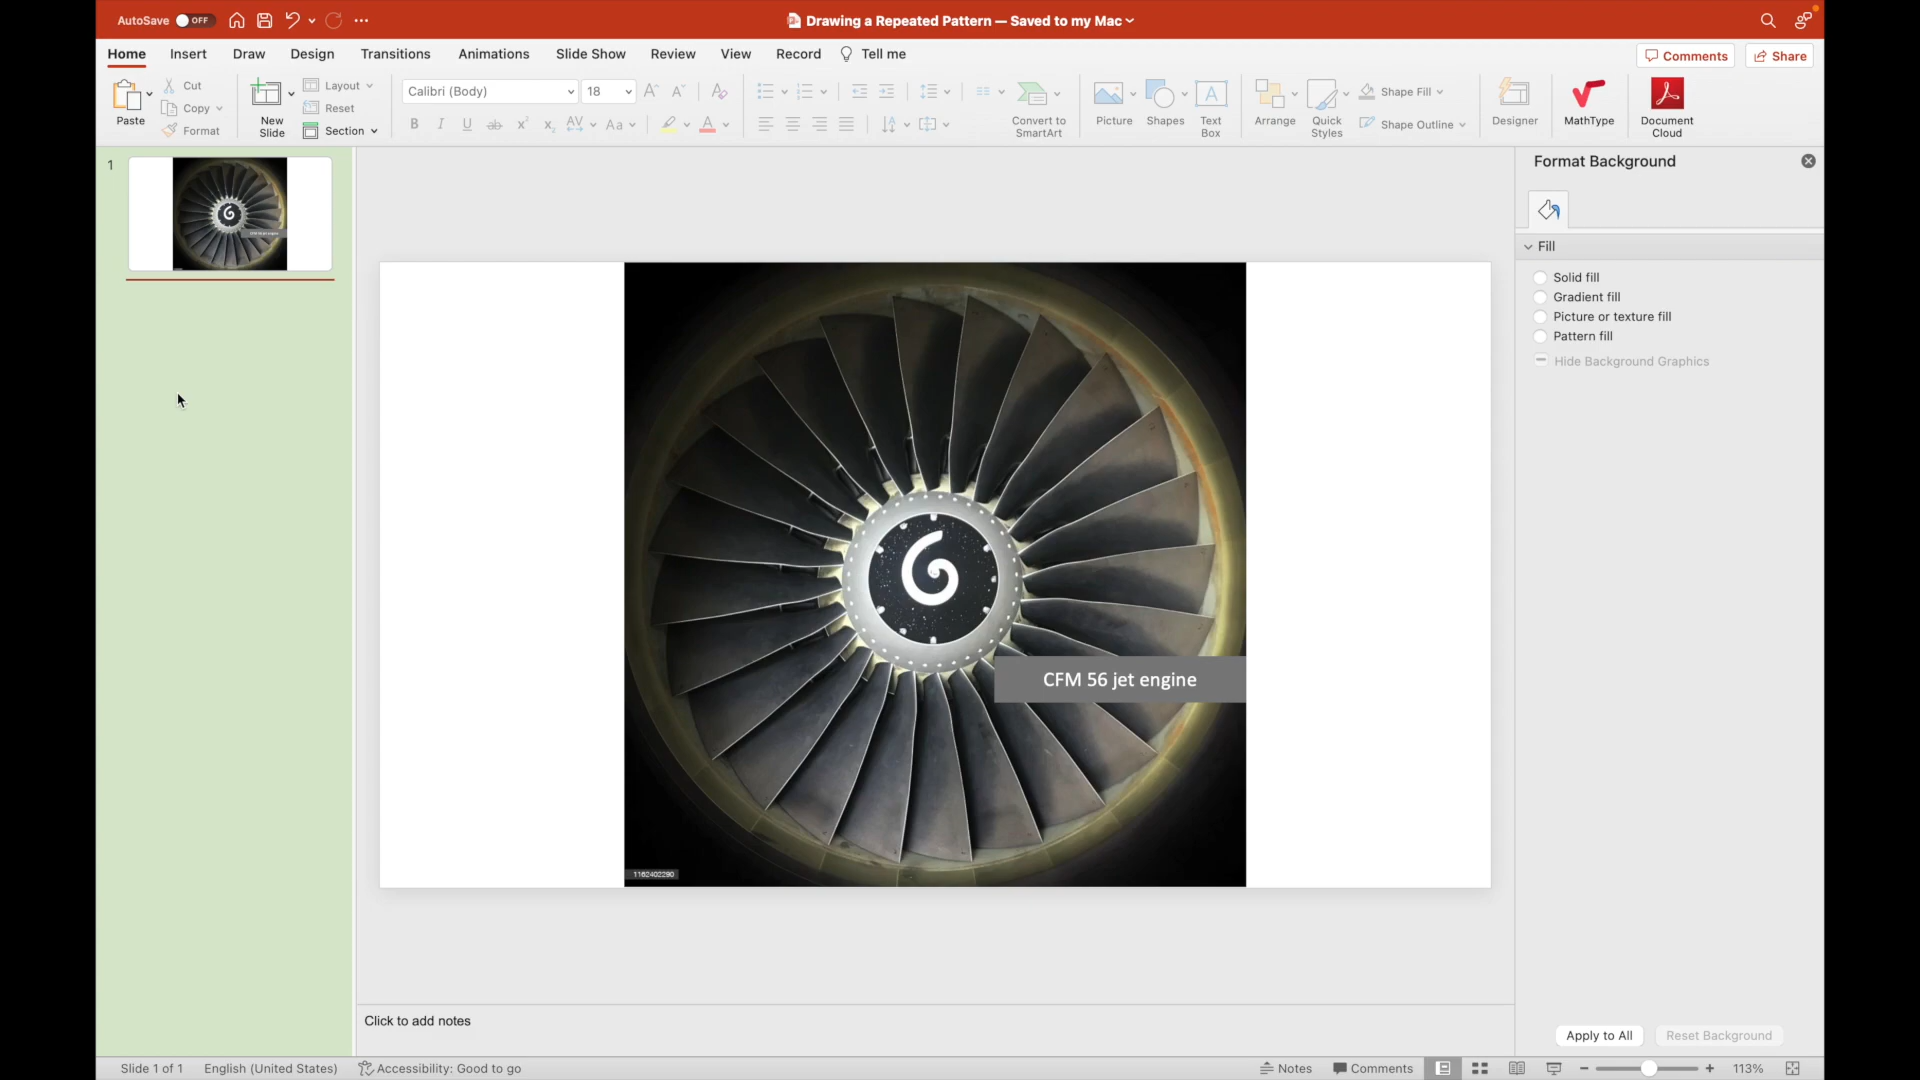 AutoSave OFF
Drawing a Repeated Pattern — Saved to my Mac
Home Insert Draw Design Transitions Animations Slide Show Review View Record Tell me
Comments Share
Paste
Cut
Copy
Format
New Slide
Layout
Reset
Section
Calibri (Body) 18
Convert to SmartArt
Picture
Shapes
Text Box
Arrange
Quick Styles
Shape Fill
Shape Outline
Designer
MathType
Document Cloud
1
CFM 56 jet engine
1162402290
Format Background
Fill
Solid fill
Gradient fill
Picture or texture fill
Pattern fill
Hide Background Graphics
Click to add notes
Apply to All Reset Background
Slide 1 of 1 English (United States) Accessibility: Good to go Notes Comments 113%